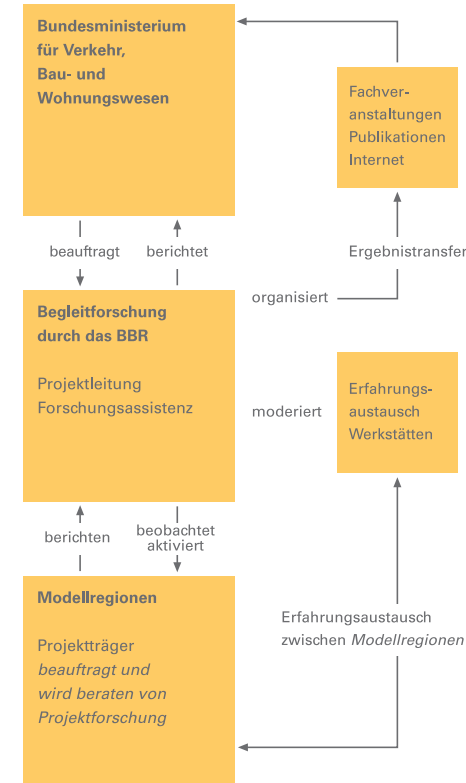 Bundesministerium
für Verkehr,
Bau- und
Wohnungswesen
Fachver-
anstaltungen
Publikationen
Internet
beauftragt
berichtet
Ergebnistransfer
organisiert
Begleitforschung
durch das BBR
Projektleitung
Forschungsassistenz
moderiert
Erfahrungs-
austausch
Werkstätten
berichten
beobachtet
aktiviert
Modellregionen
Projektträger
beauftragt und
wird beraten von
Projektforschung
Erfahrungsaustausch
zwischen Modellregionen